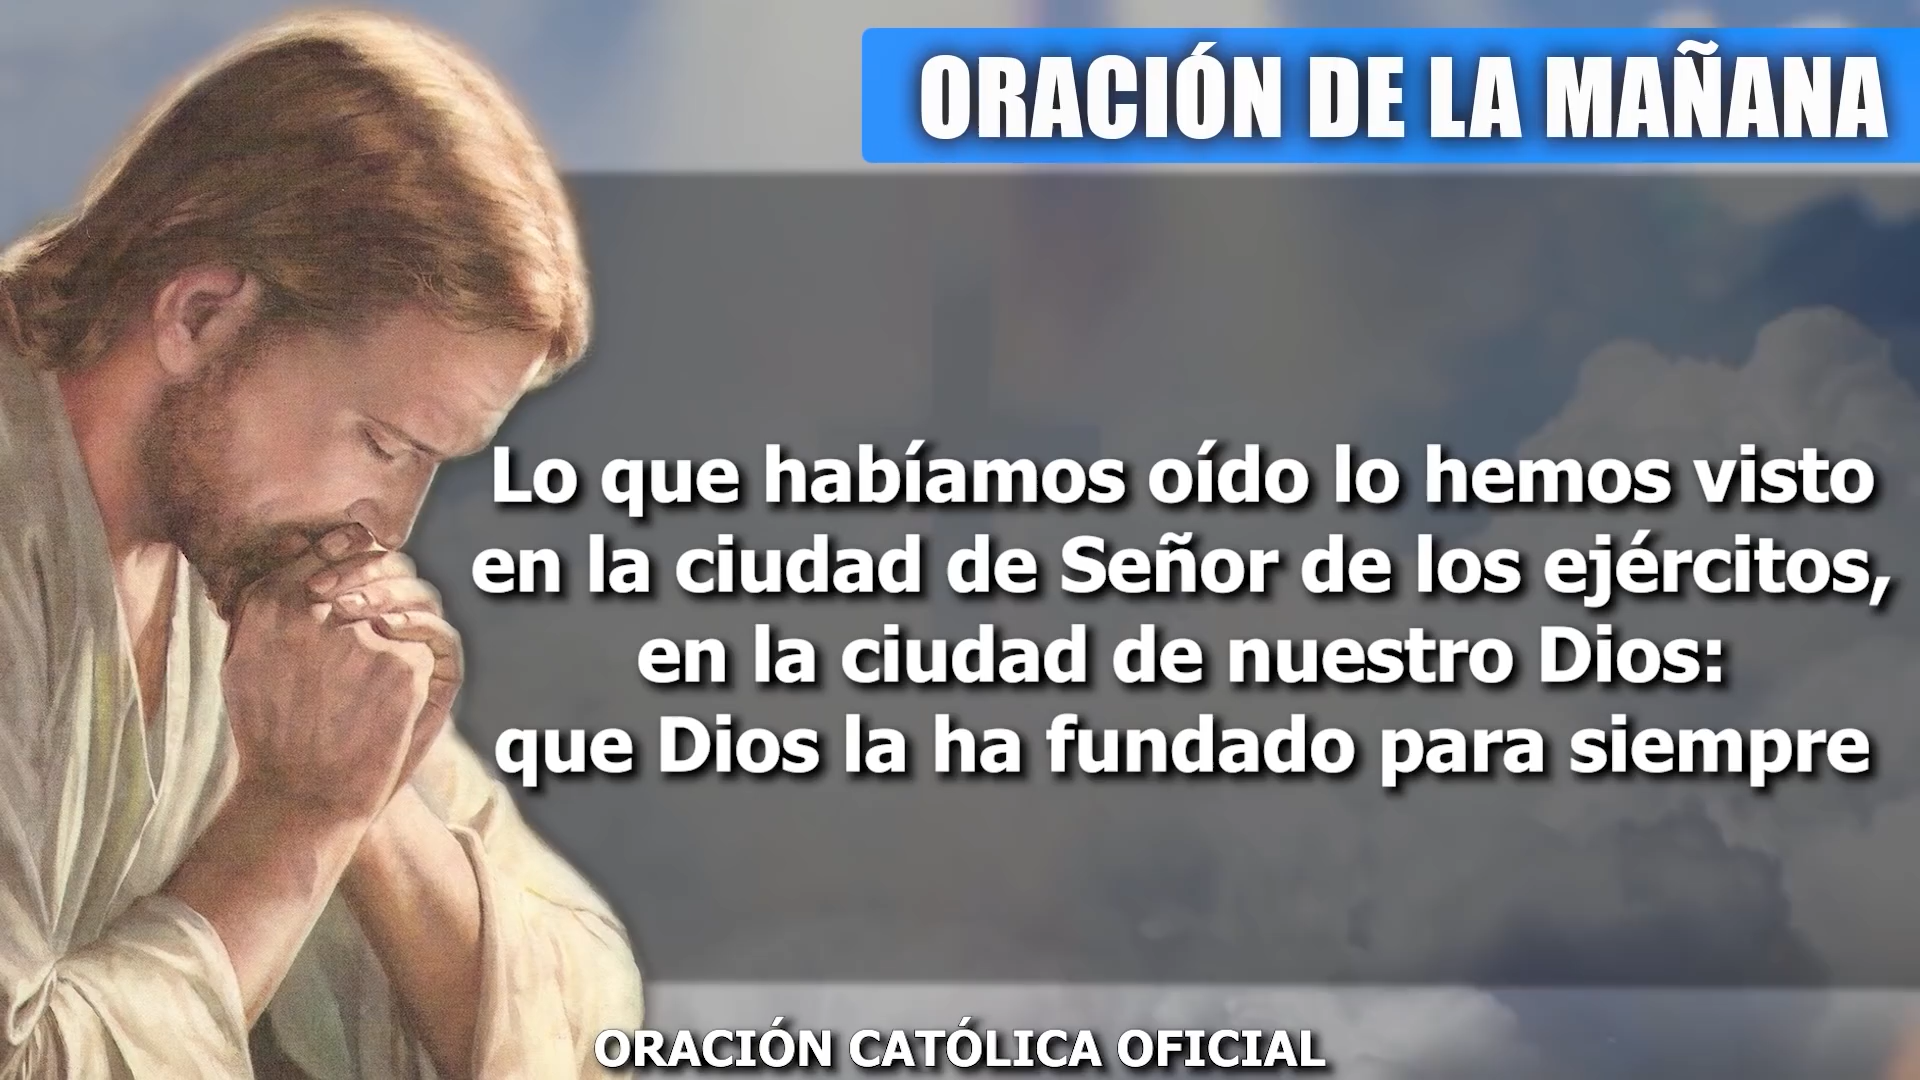 ORACIÓN DE LA MAÑANA
Lo que habíamos oído lo hemos visto
en la ciudad de Señor de los ejércitos,
en la ciudad de nuestro Dios:
que Dios la ha fundado para siempre
ORACIÓN CATÓLICA OFICIAL